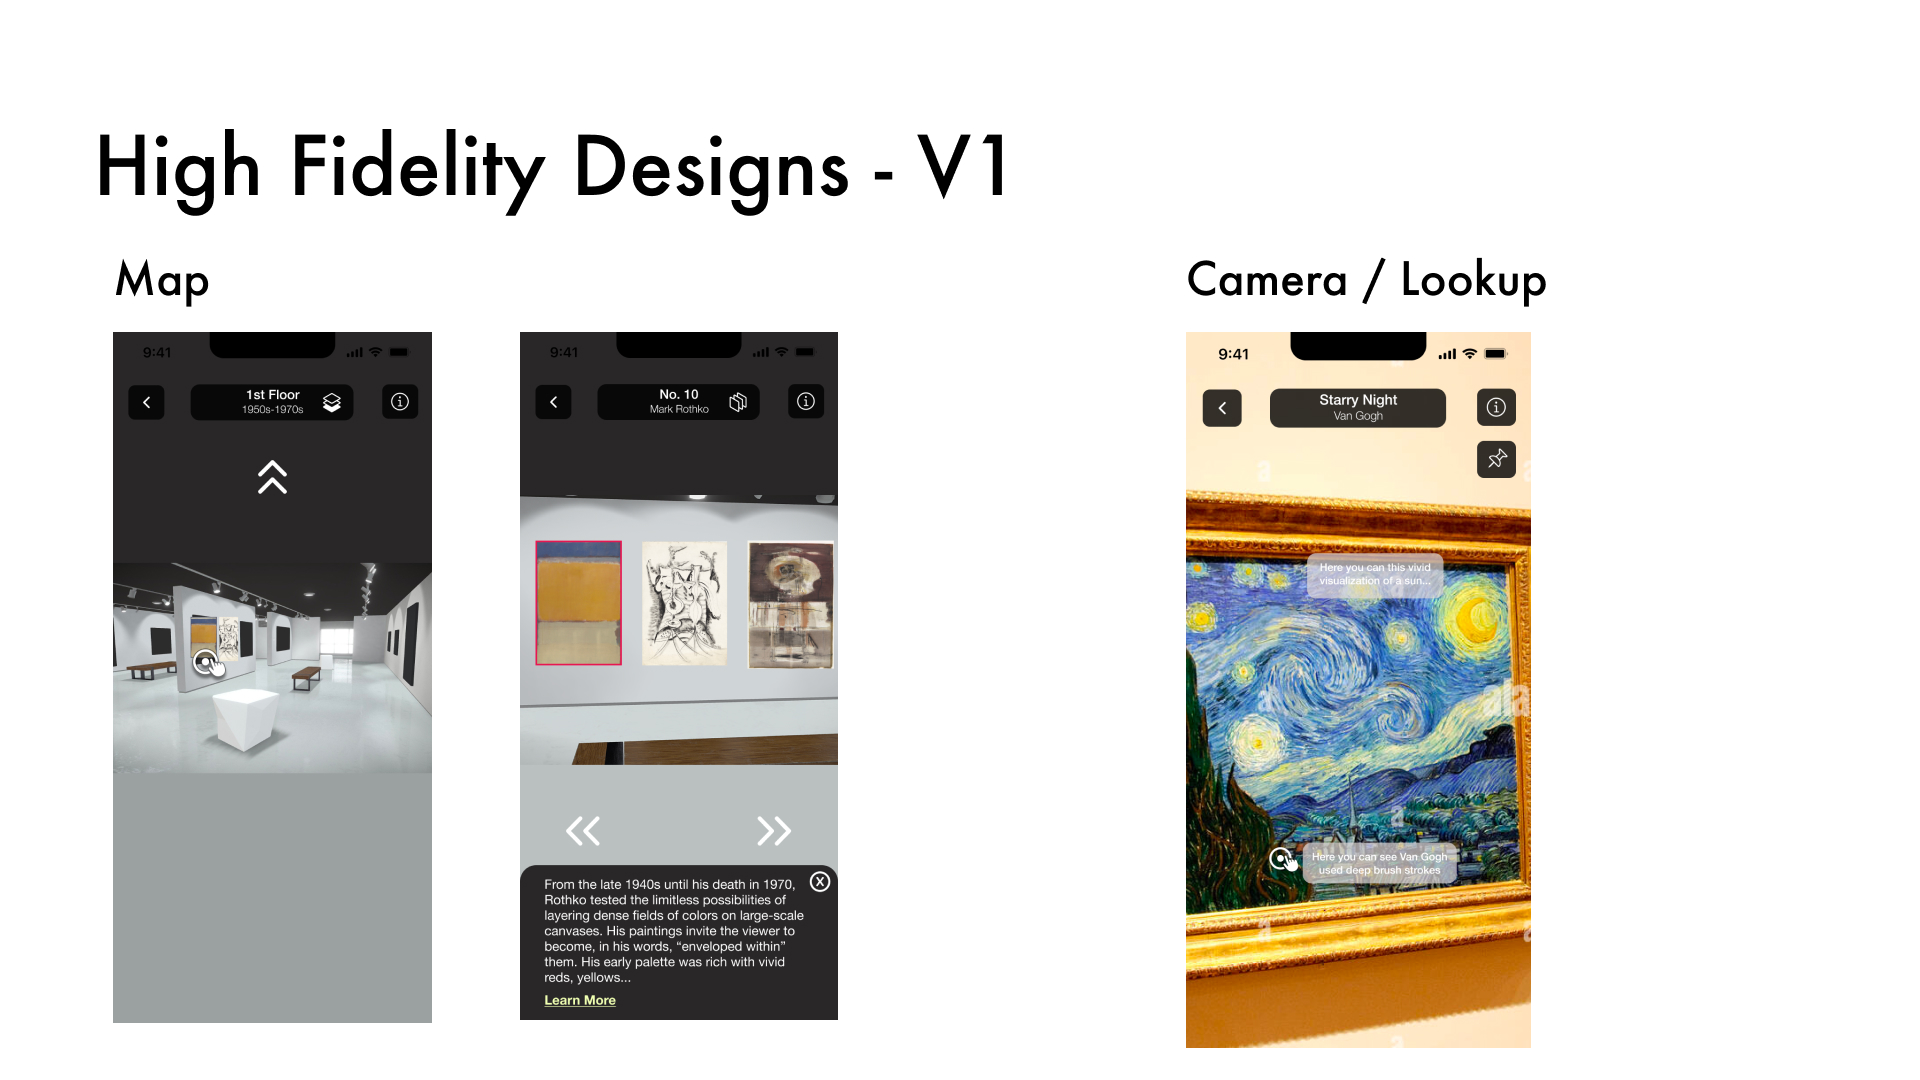 High Fidelity Designs - V1
Map
Camera / Lookup
9:41
1st Floor
1950s-1970s
9:41
No. 10
Mark Rothko
From the late 1940s until his death in 1970,
Rothko tested the limitless possibilities of
layering dense fields of colors on large-scale
canvases. His paintings invite the viewer to
become, in his words, “enveloped within”
them. His early palette was rich with vivid
reds, yellows...
Learn More
9:41
Starry Night
Van Gogh
Here you can this vivid
visualization of a sun...
Here you can see Van Gogh
used deep brush strokes